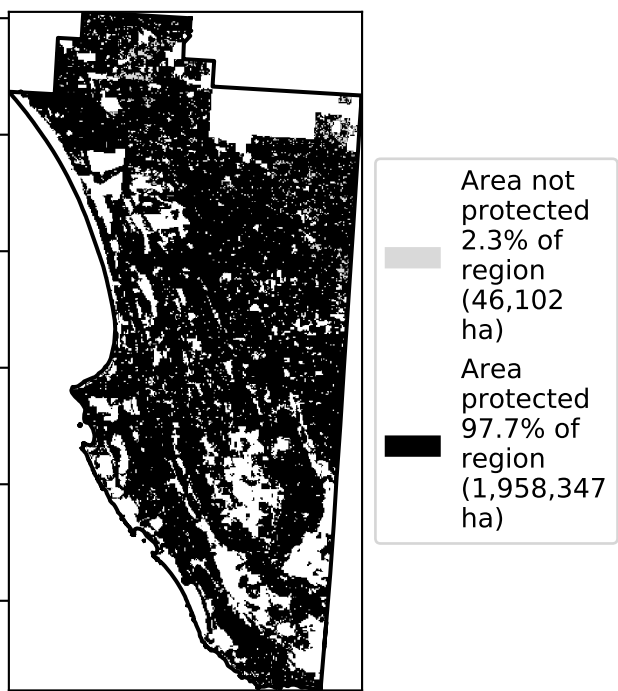 Area not
protected
2.3% of
region
(46,102
ha)
Area
protected
97.7% of
region
(1,958,347
ha)